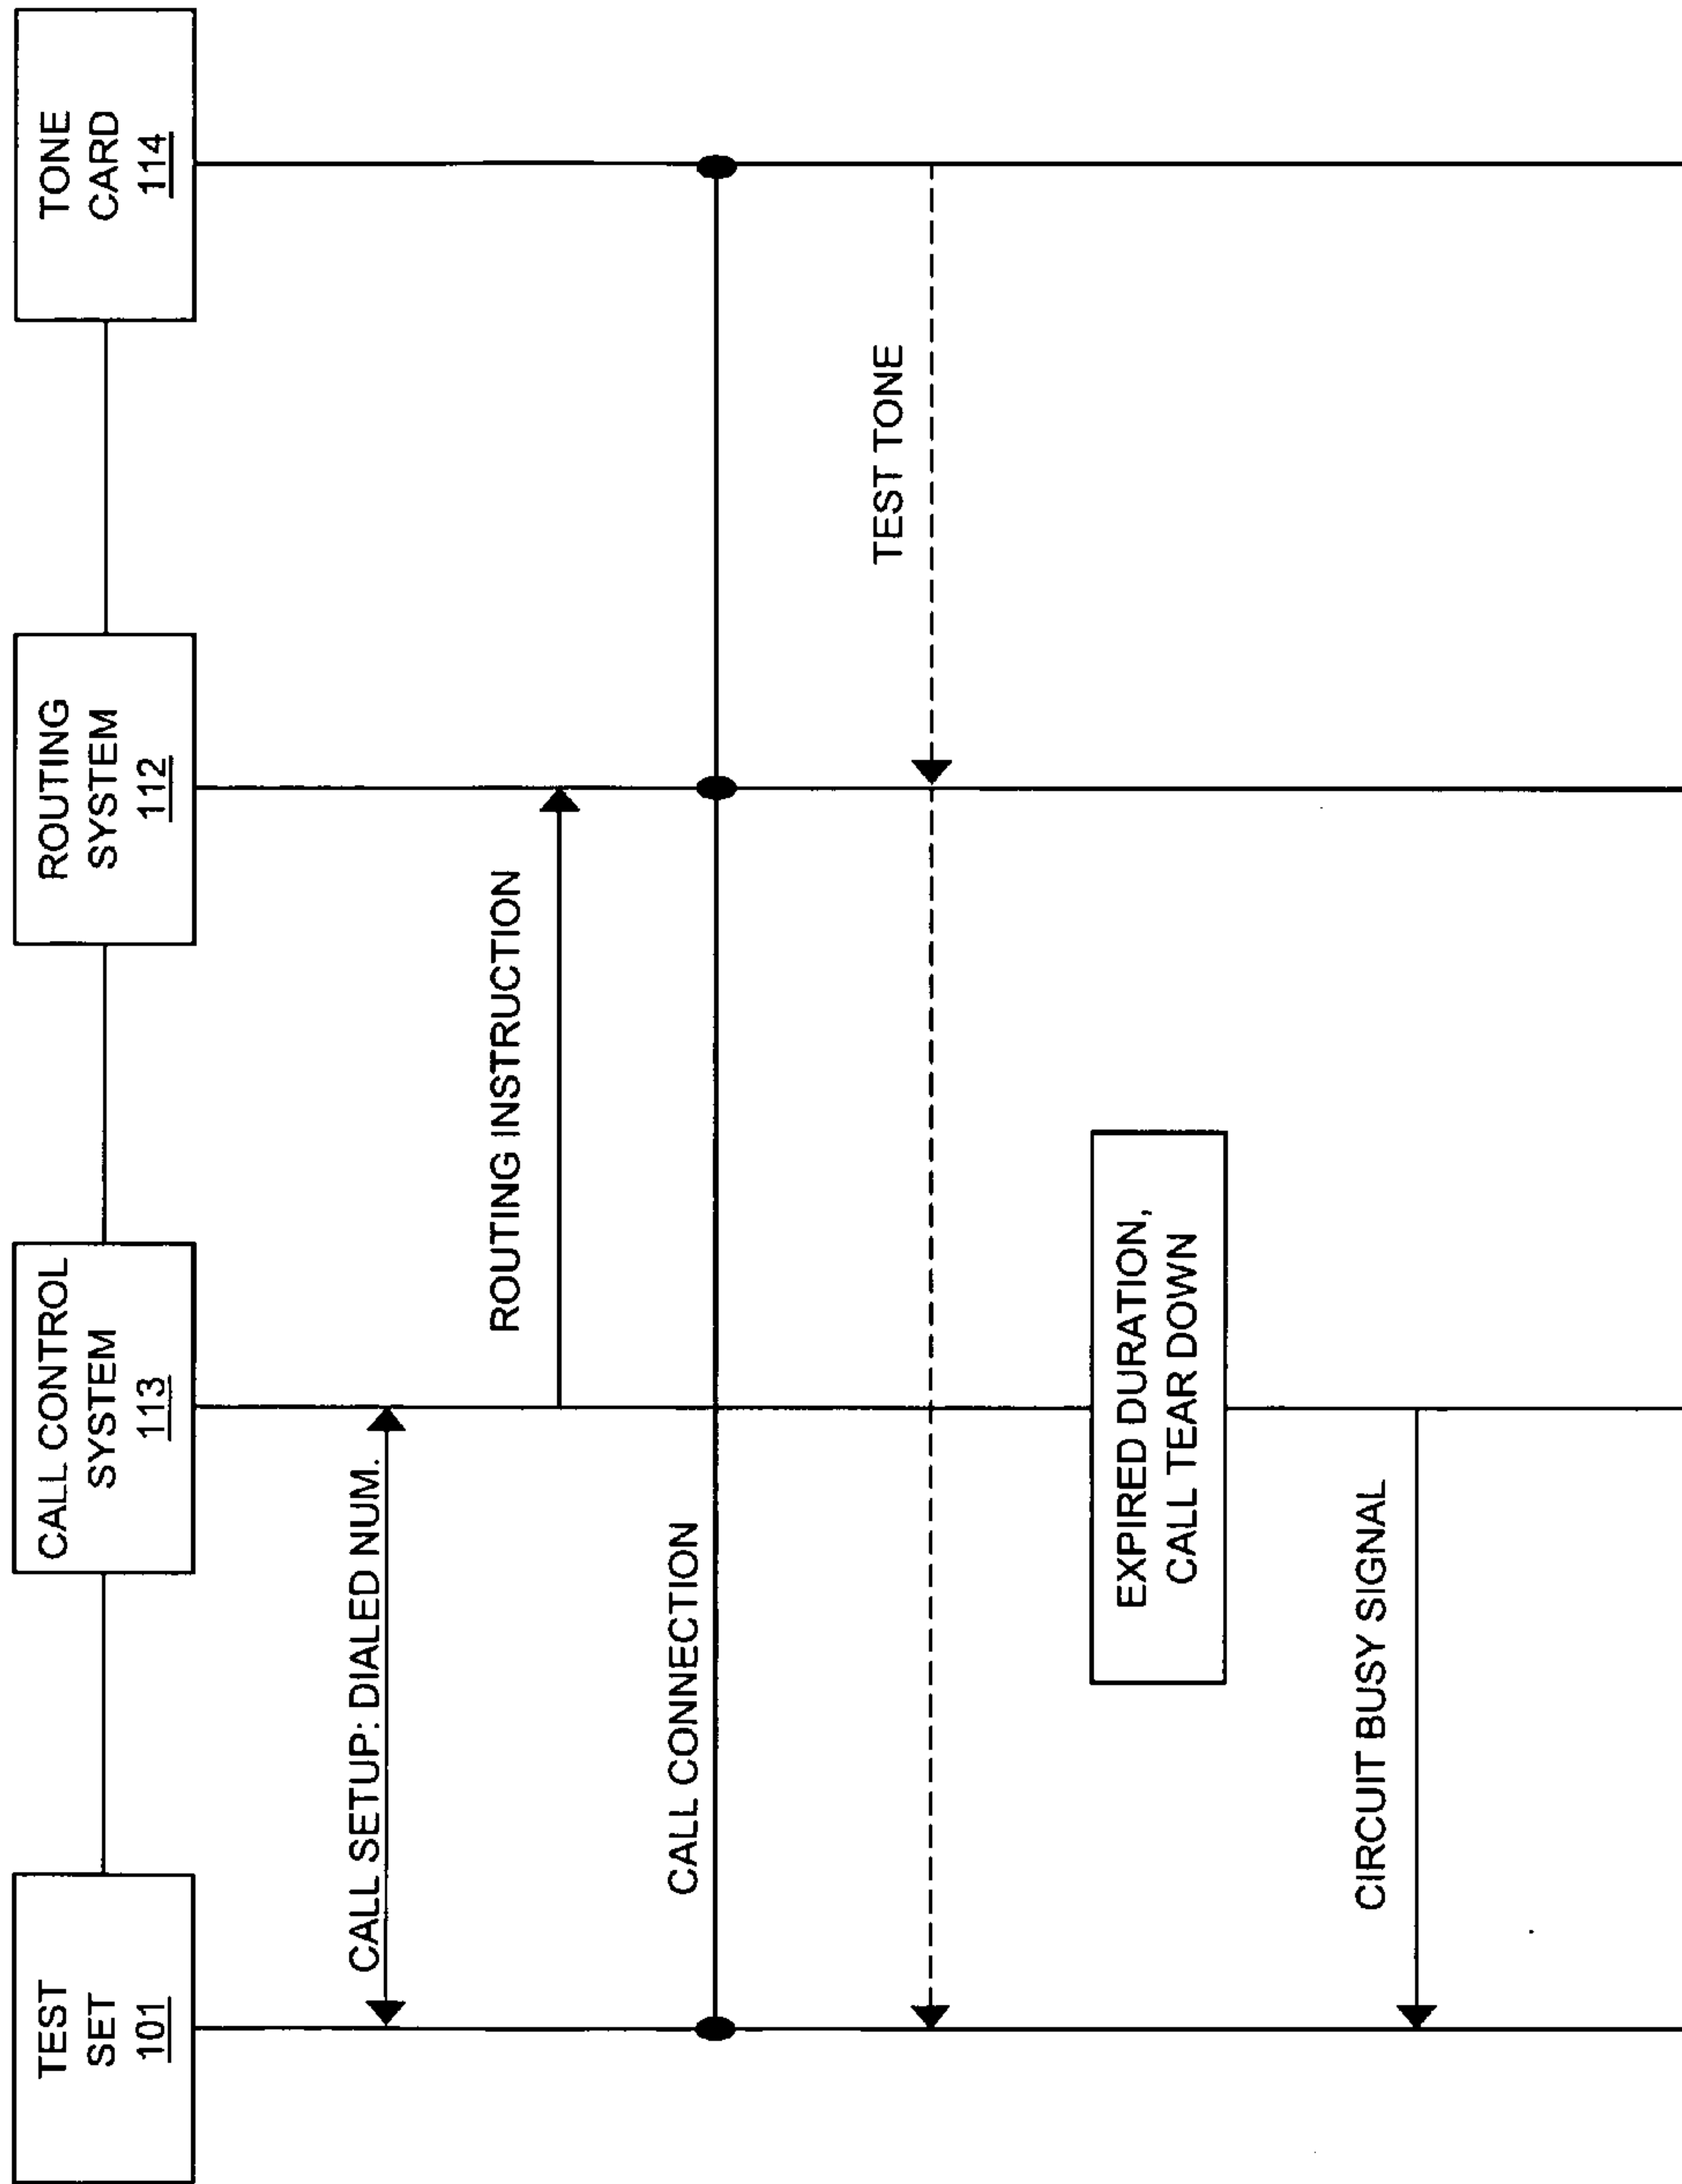 TEST
SET
101
CALL CONTROL
SYSTEM
113
ROUTING
SYSTEM
112
TONE
CARD
114
CALL SETUP: DIALED NUM.
ROUTING INSTRUCTION
CALL CONNECTION
TEST TONE
EXPIRED DURATION,
CALL TEAR DOWN
CIRCUIT BUSY SIGNAL